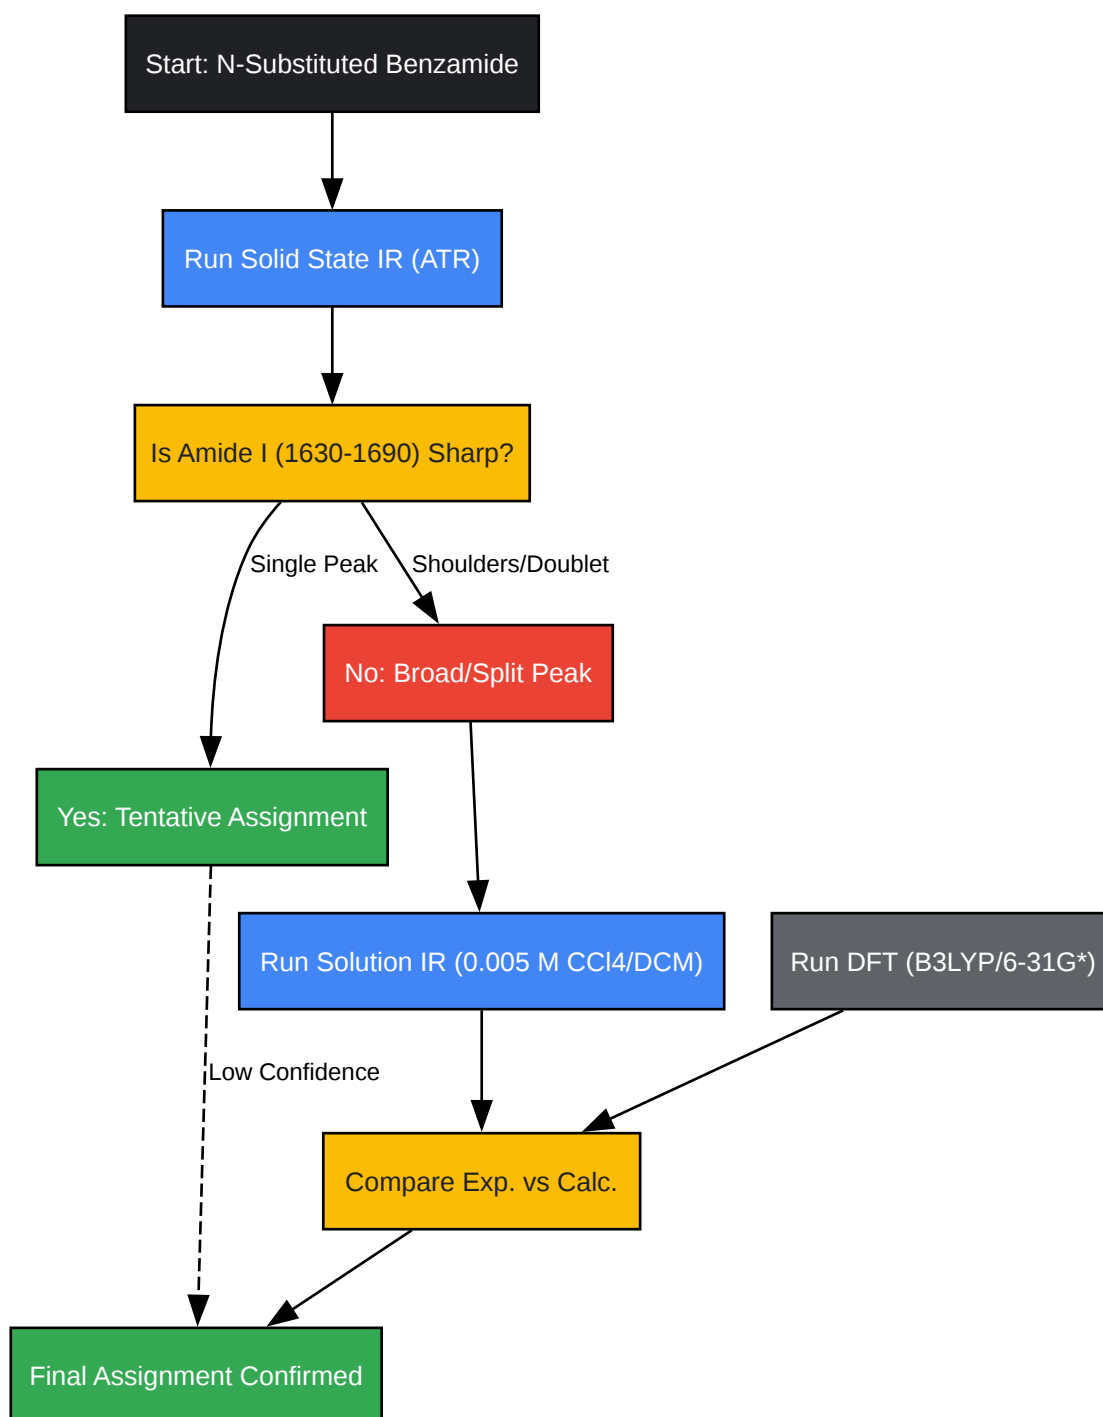 Start: N-Substituted Benzamide
Run Solid State IR (ATR)
Is Amide I (1630-1690) Sharp?
Single Peak
Shoulders/Doublet
No: Broad/Split Peak
Yes: Tentative Assignment
Run Solution IR (0.005 M CCl4/DCM)
Run DFT (B3LYP/6-31G*)
Low Confidence
Compare Exp. vs Calc.
Final Assignment Confirmed